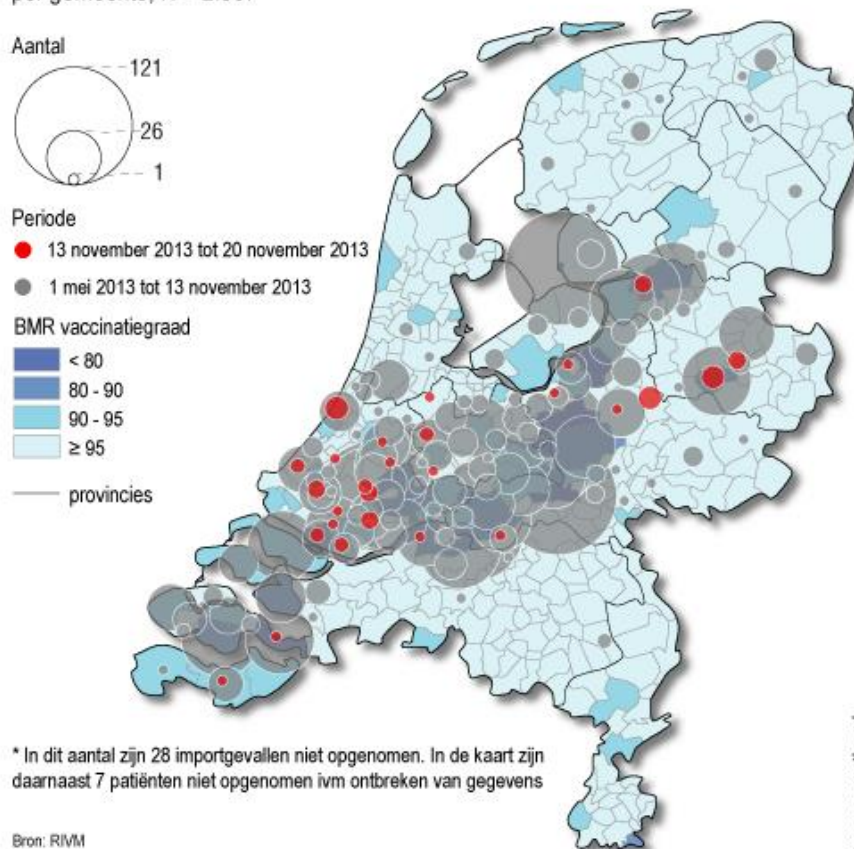 Aantal
121
26
1
Periode
13 november 2013 tot 20 november 2013
1 mei 2013 tot 13 november 2013
BMR vaccinatiegraad
< 80
80 - 90
90 - 95
≥ 95
provincies
* In dit aantal zijn 28 importgevallen niet opgenomen. In de kaart zijn
daarnaast 7 patiënten niet opgenomen ivm ontbreken van gegevens
Bron: RIVM